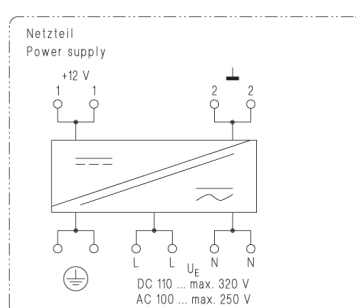 Netzteil
Power supply
+12 V
1 1 2 2
L L U_E N N
DC 110 ... max. 320 V
AC 100 ... max. 250 V